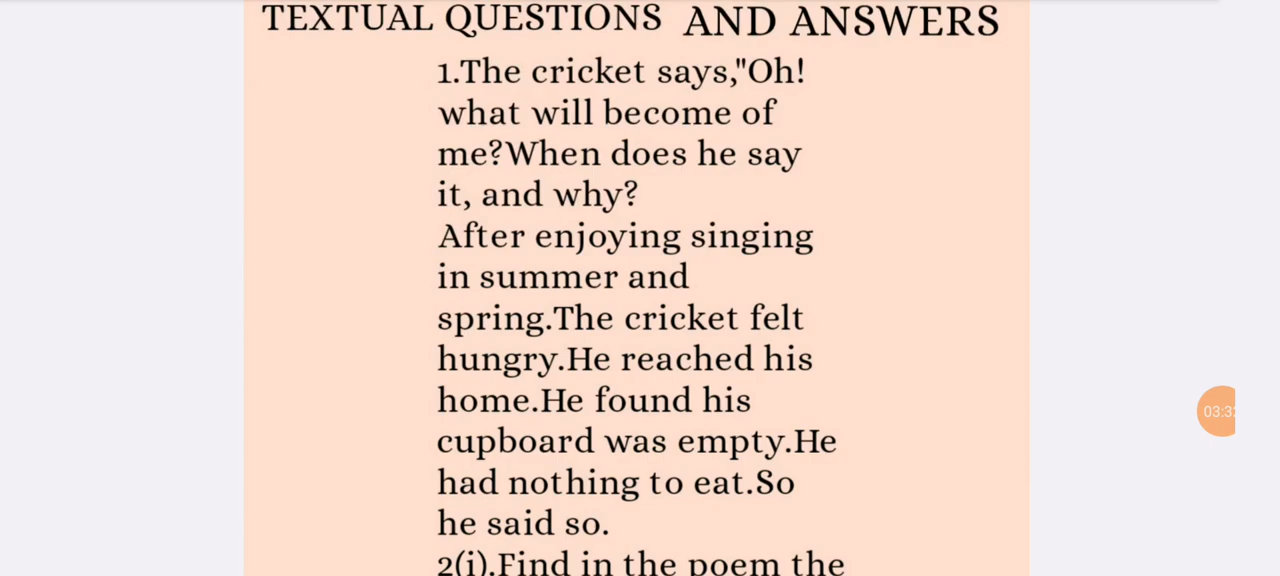 TEXTUAL QUESTIONS AND ANSWERS
1.The cricket says,"Oh!
what will become of
me?When does he say
it, and why?
After enjoying singing
in summer and
spring.The cricket felt
hungry.He reached his
home.He found his
cupboard was empty.He
had nothing to eat.So
he said so.
2(i).Find in the poem the